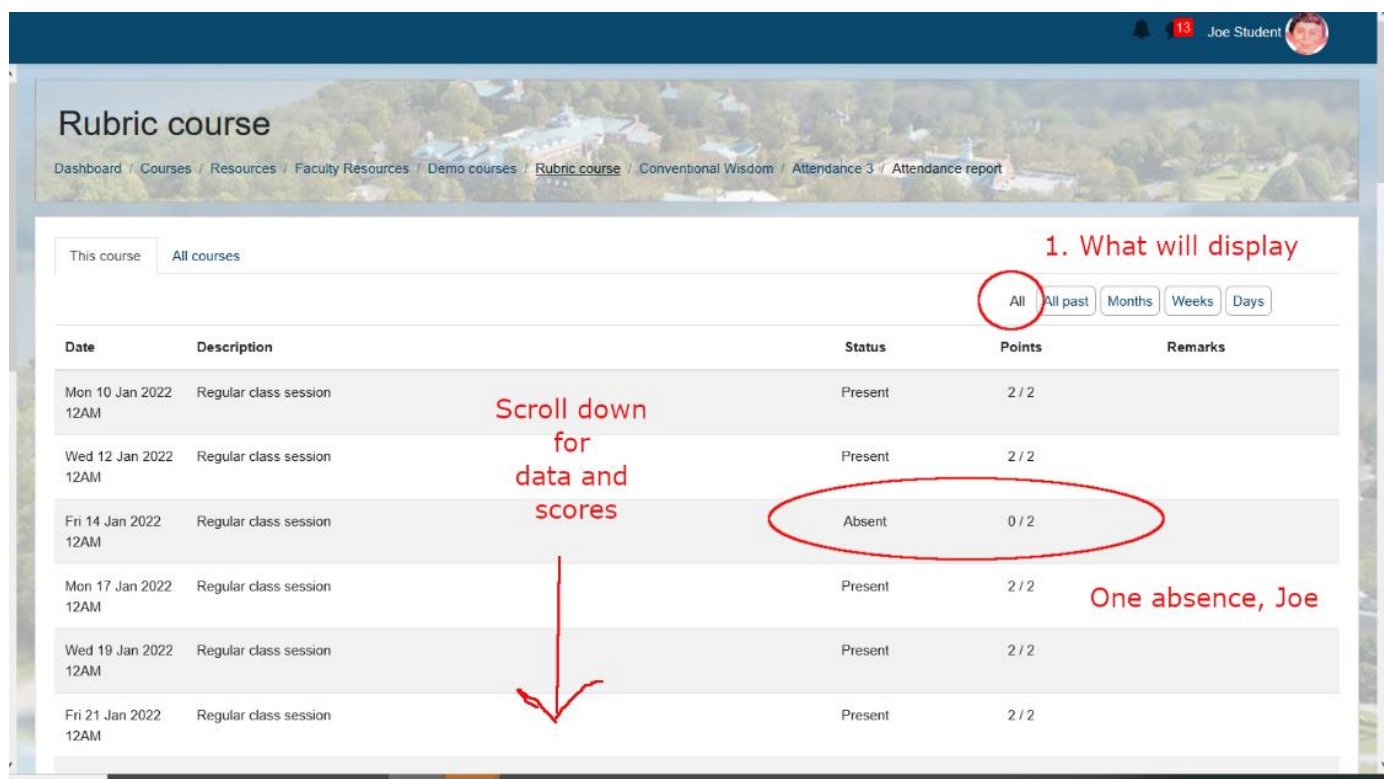 13 Joe Student
Rubric course
Dashboard / Courses / Resources / Faculty Resources / Demo courses / Rubric course / Conventional Wisdom / Attendance 3 / Attendance report
This course All courses
1. What will display
All All past Months Weeks Days
Date Description Status Points Remarks
Mon 10 Jan 2022 Regular class session Present 2 / 2
12AM
Scroll down
for
data and
scores
Wed 12 Jan 2022 Regular class session Present 2 / 2
12AM
Fri 14 Jan 2022 Regular class session Absent 0 / 2
12AM
Mon 17 Jan 2022 Regular class session Present 2 / 2
12AM
One absence, Joe
Wed 19 Jan 2022 Regular class session Present 2 / 2
12AM
Fri 21 Jan 2022 Regular class session Present 2 / 2
12AM